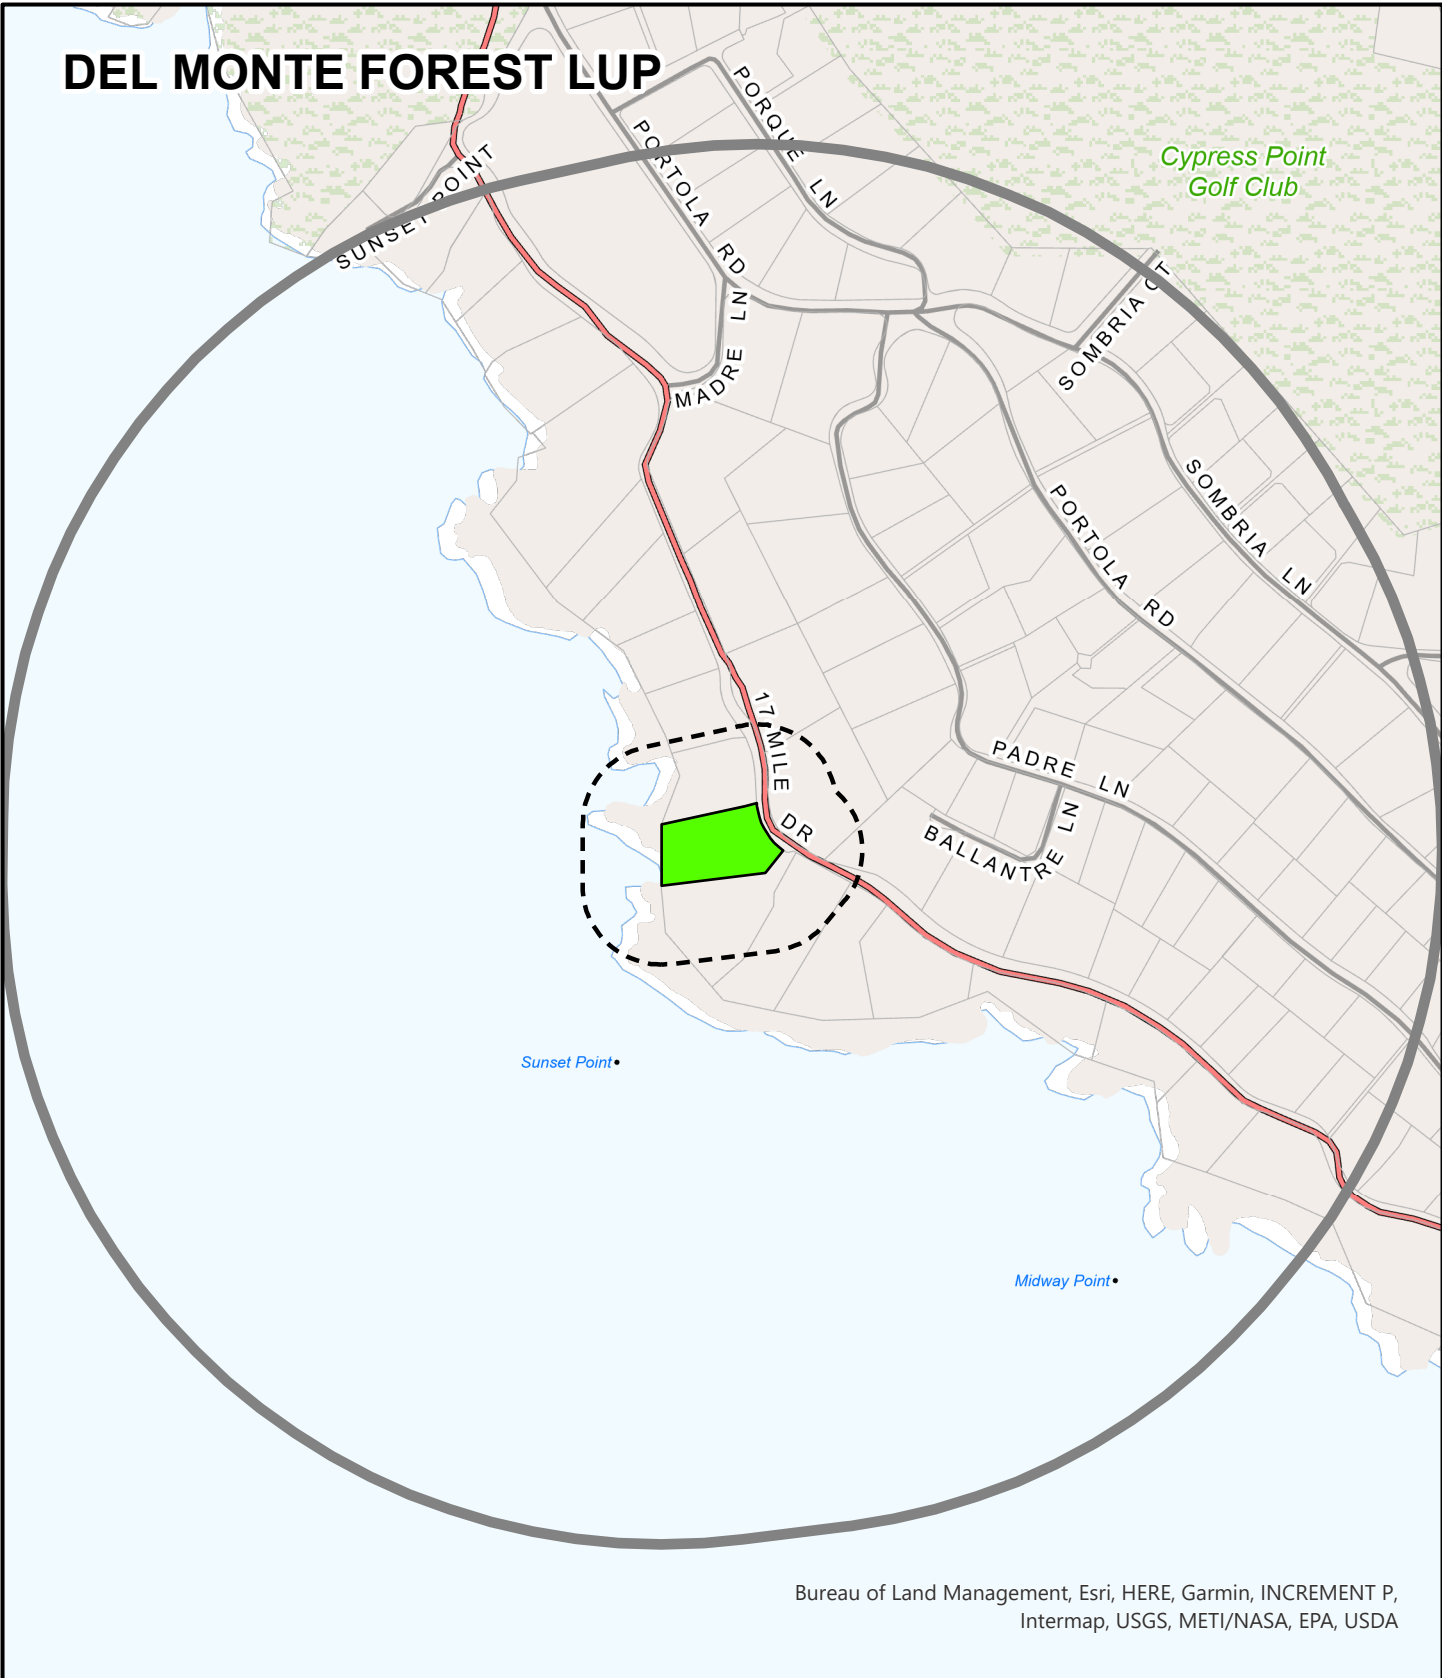 DEL MONTE FOREST LUP
PORQUE LN
PORTOLA RD
SUNSET POINT
Cypress Point
Golf Club
MADRE LN
SOMBRIA CT
SOMBRIA LN
PORTOLA RD
17 MILE DR
PADRE LN
BALLANTRE LN
Sunset Point
Midway Point
Bureau of Land Management, Esri, HERE, Garmin, INCREMENT P,
Intermap, USGS, METI/NASA, EPA, USDA